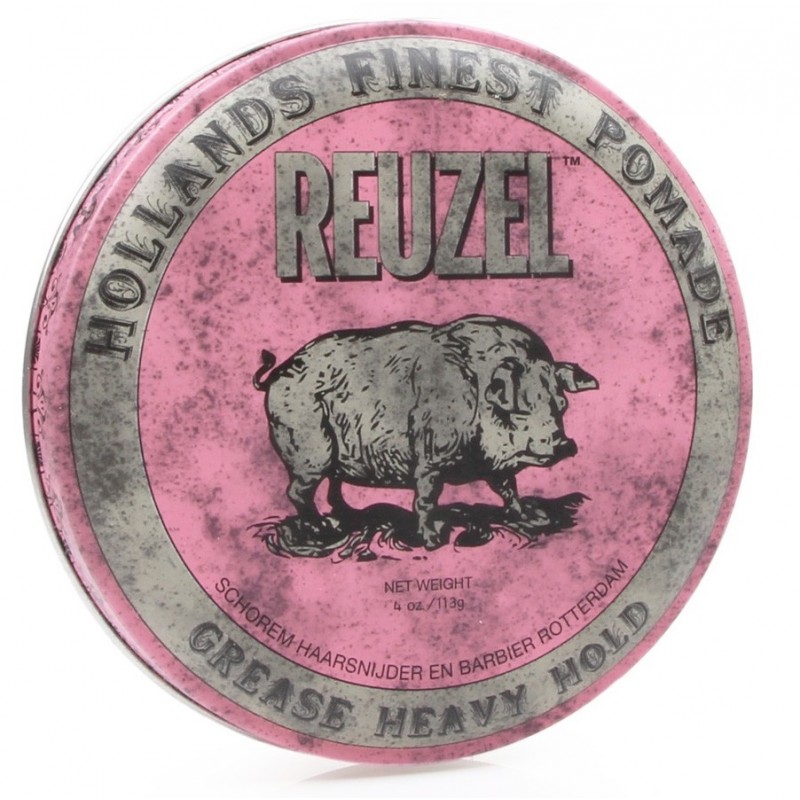 HOLLANDS FINEST POMADE
REUZEL™
NET WEIGHT
4 oz./113g
SCHOREM HAARSNIJDER EN BARBIER ROTTERDAM
GREASE HEAVY HOLD